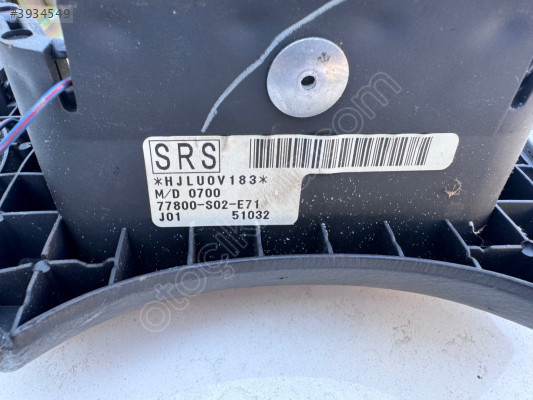 #3934549
SRS
*HJLU0V183*
M/D 0700
77800-S02-E71
J01 51032